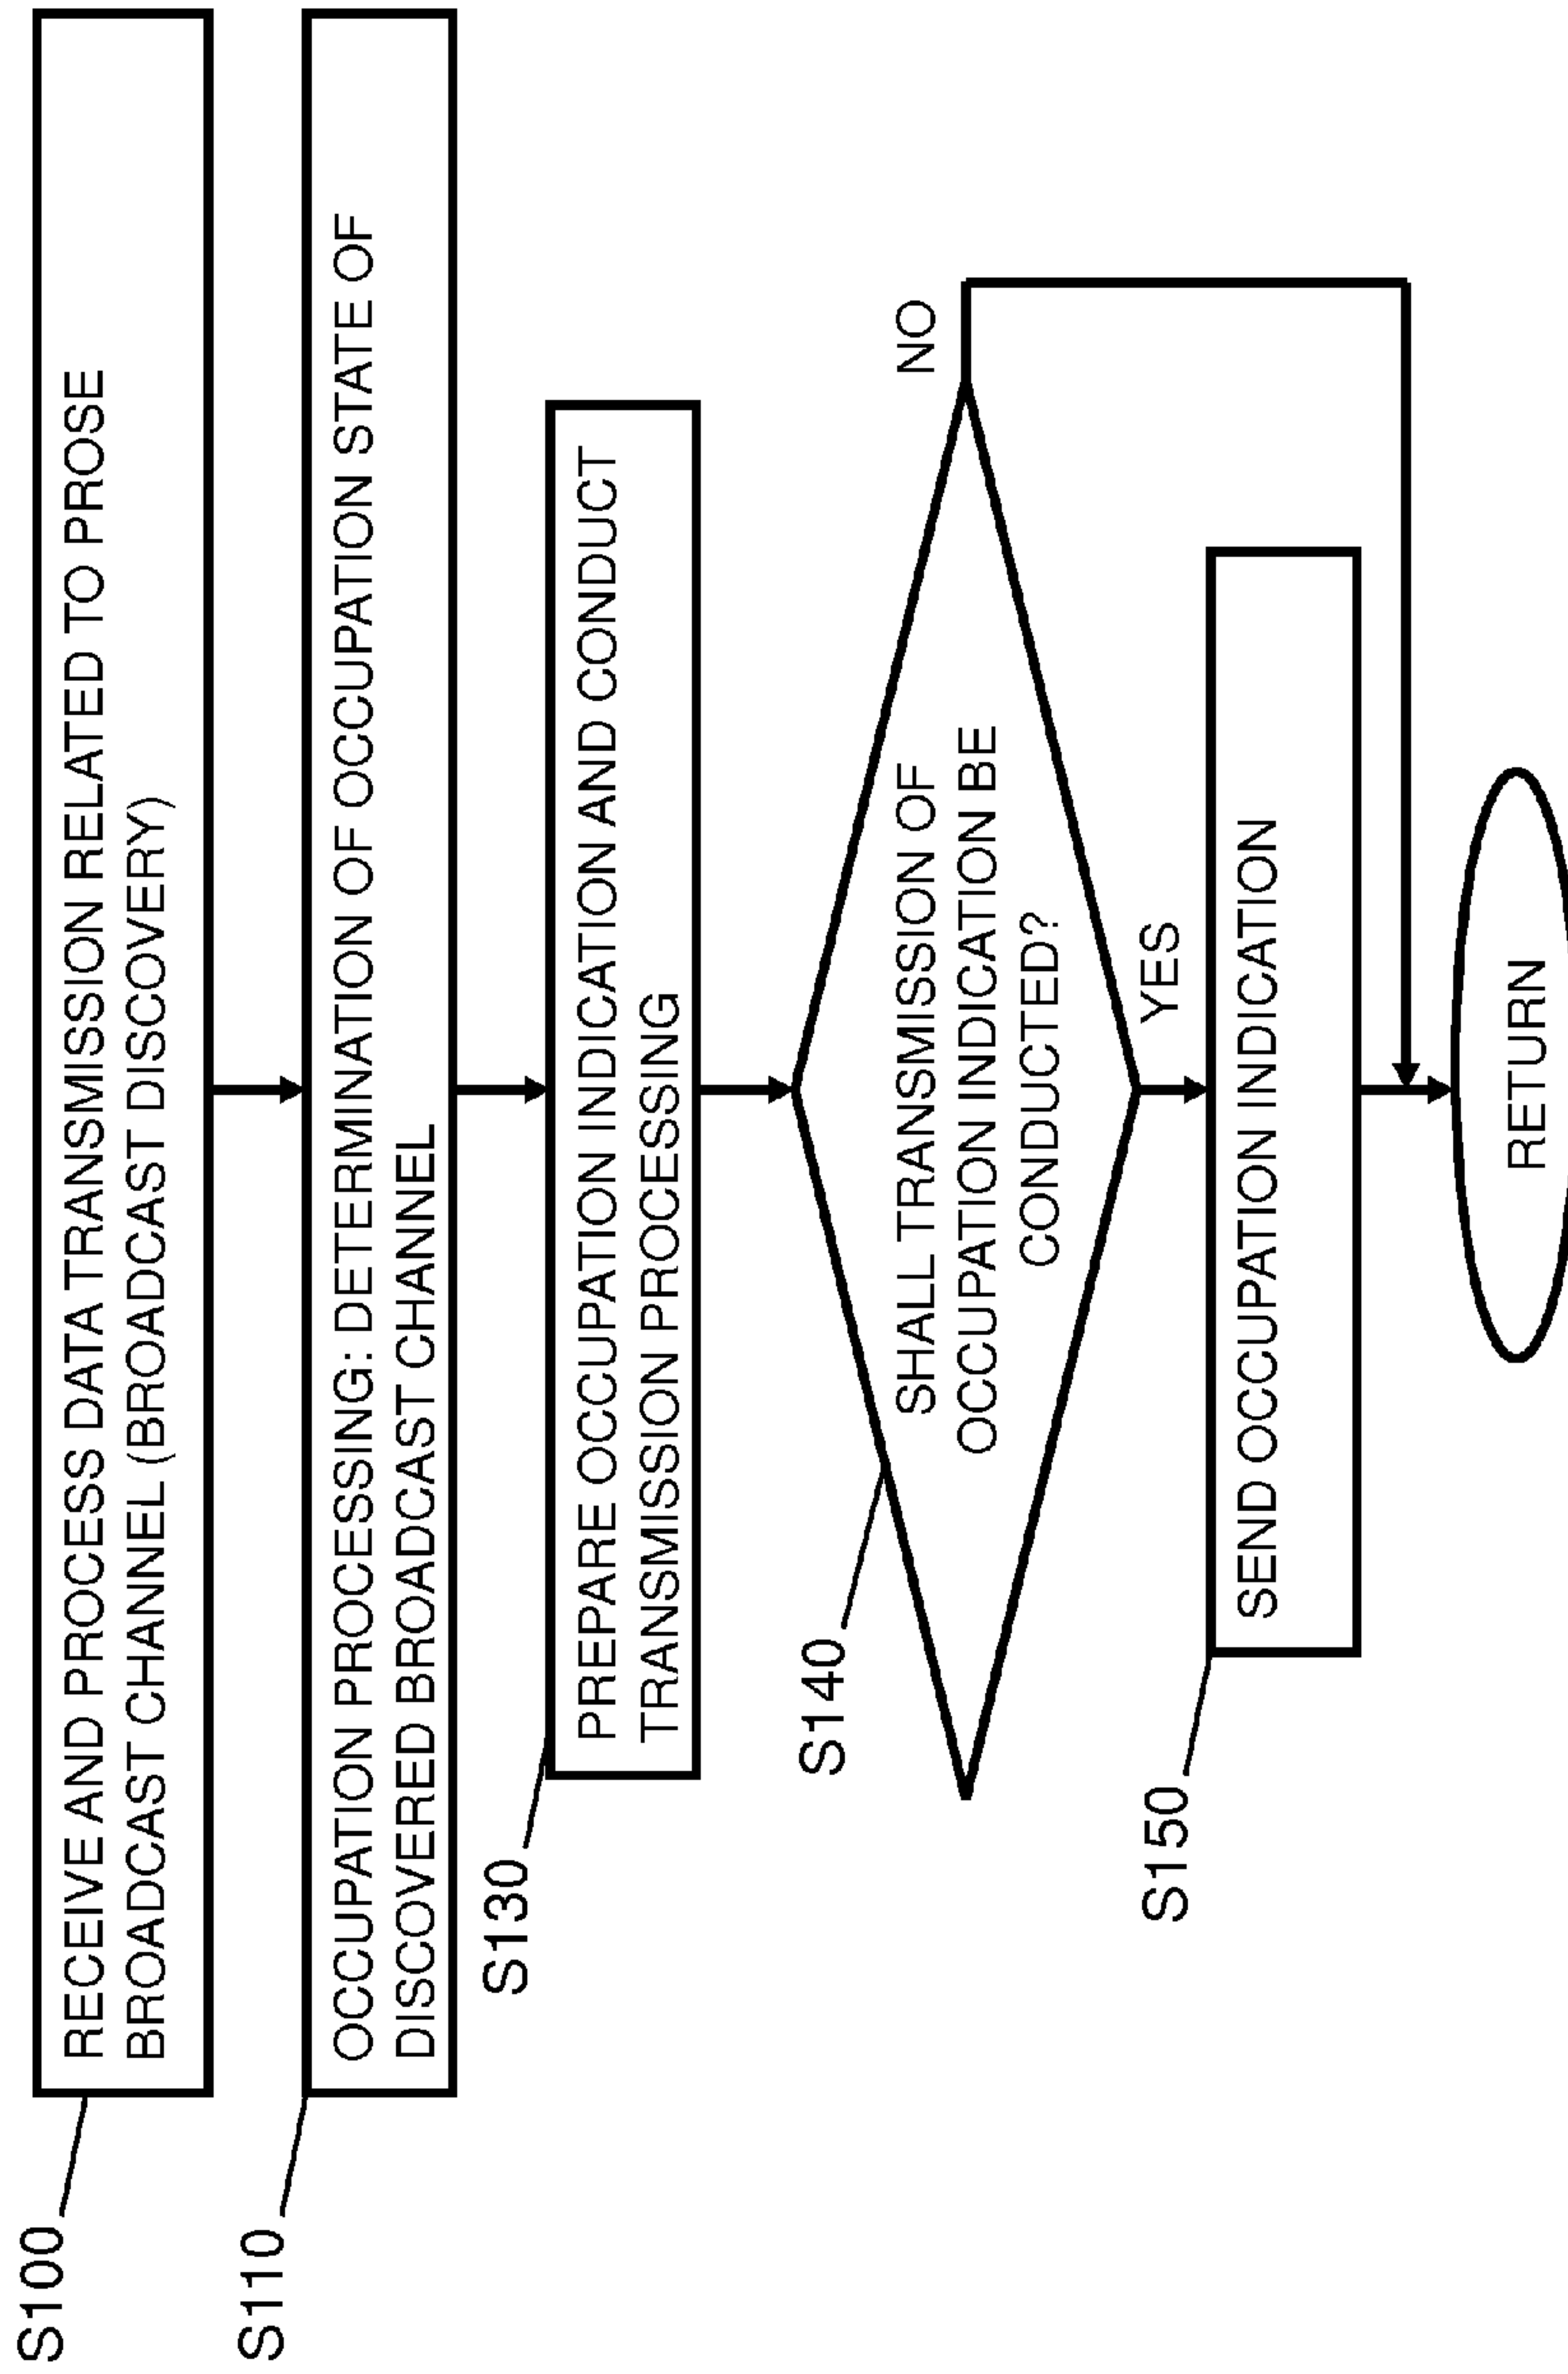 S100
RECEIVE AND PROCESS DATA TRANSMISSION RELATED TO PROSE
BROADCAST CHANNEL (BROADCAST DISCOVERY)
S110
OCCUPATION PROCESSING: DETERMINATION OF OCCUPATION STATE OF
DISCOVERED BROADCAST CHANNEL
S130
PREPARE OCCUPATION INDICATION AND CONDUCT
TRANSMISSION PROCESSING
S140
SHALL TRANSMISSION OF
OCCUPATION INDICATION BE
CONDUCTED?
NO
YES
S150
SEND OCCUPATION INDICATION
RETURN